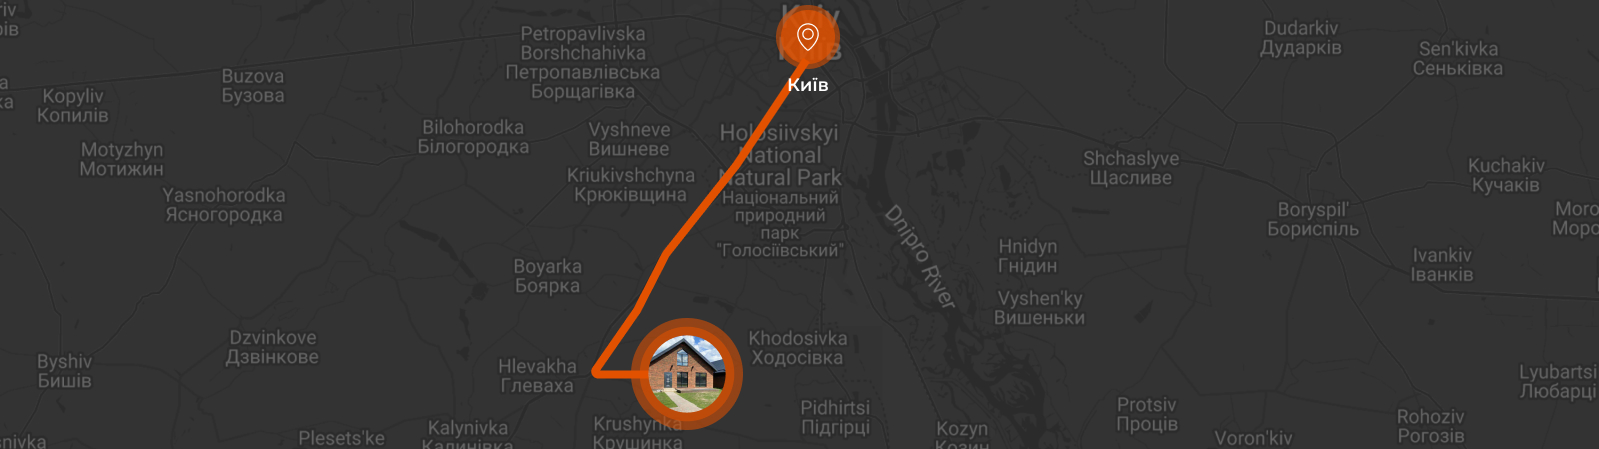 Kyiv
Київ
Київ
Petropavlivska
Borshchahivka
Петропавлівська
Борщагівка
Dudarkiv
Дударків
Sen'kivka
Сеньківка
Buzova
Бузова
Kopyliv
Копилів
Bilohorodka
Білогородка
Vyshneve
Вишневе
Holosiivskyi
National
Natural Park
Національний
природний
парк
"Голосіївський"
Motyzhyn
Мотижин
Kriukivshchyna
Крюківщина
Shchaslyve
Щасливе
Kuchakiv
Кучаків
Yasnohorodka
Ясногородка
Boryspil'
Бориспіль
Dnipro River
Hnidyn
Гнідин
Ivankiv
Іванків
Boyarka
Боярка
Vyshen'ky
Вишеньки
Dzvinkove
Дзвінкове
Khodosivka
Ходосівка
Byshiv
Бишів
Hlevakha
Глеваха
Lyubartsi
Любарці
Pidhirtsi
Підгірці
Protsiv
Проців
Rohoziv
Рогозів
Krushynka
Крушинка
Kalynivka
Калинівка
Plesets'ke
Kozyn
Козин
Voron'kiv